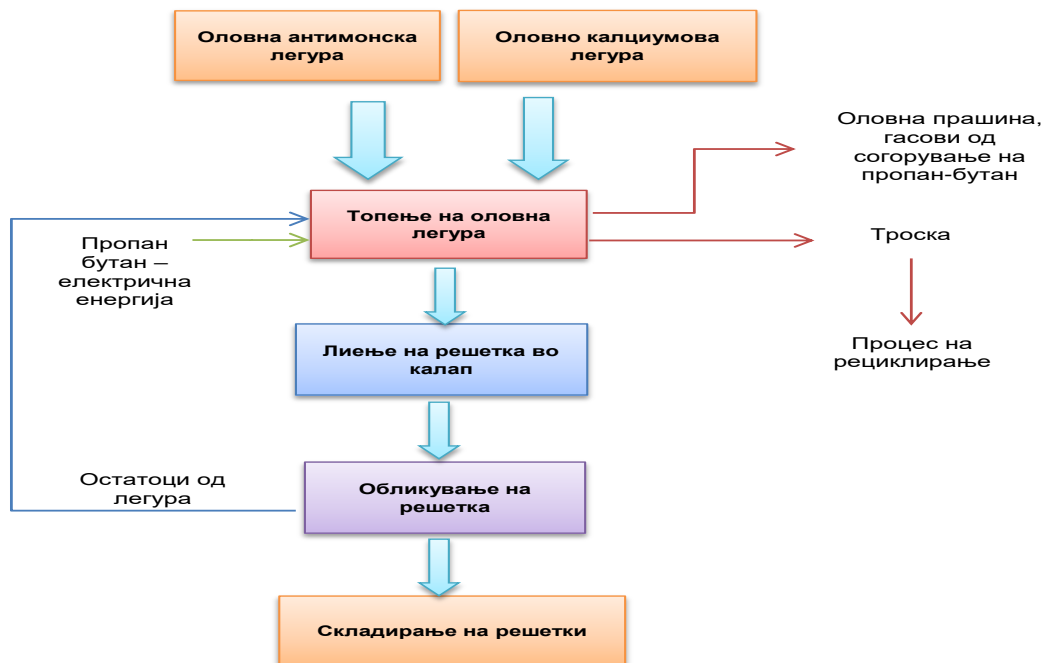 Оловна антимонска
легура
Оловно калциумова
легура
Оловна прашина,
гасови од
согорување на
пропан-бутан
Топење на оловна
легура
Троска
Пропан
бутан –
електрична
енергија
Лиење на решетка во
калап
Процес на
рециклирање
Остатоци од
легура
Обликување на
решетка
Складирање на решетки